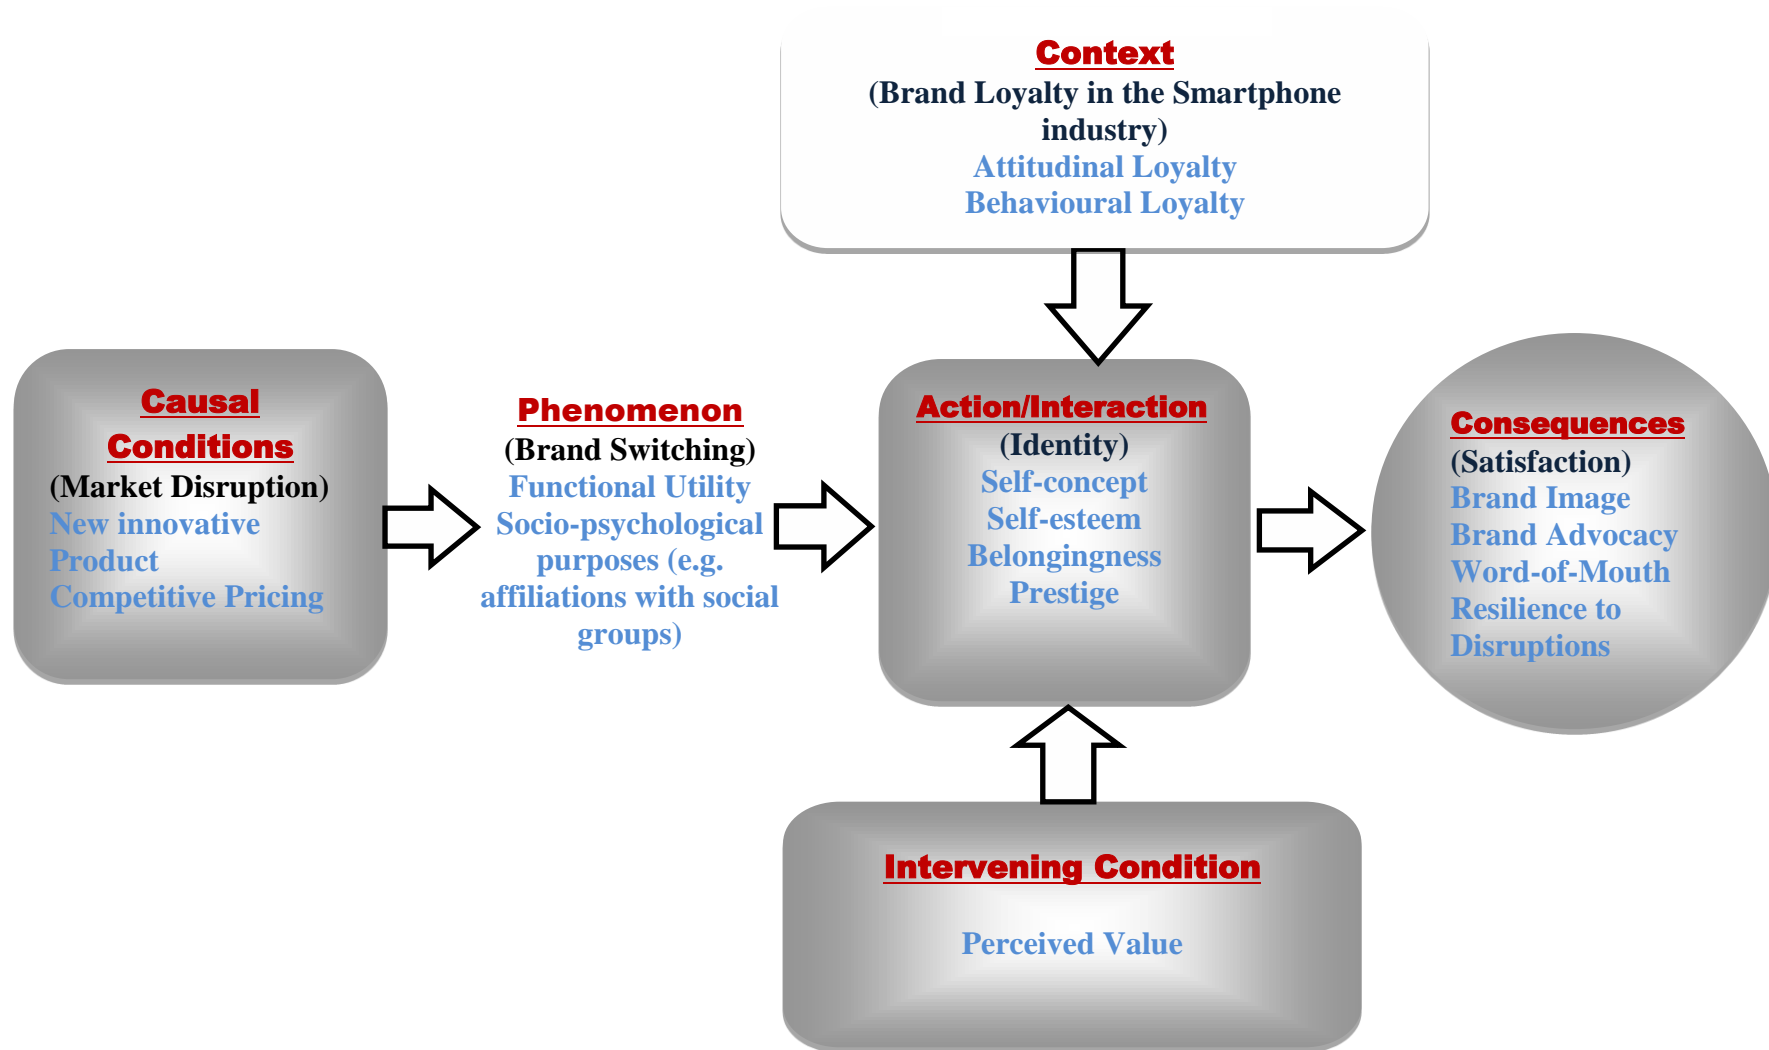 Context
(Brand Loyalty in the Smartphone
industry)
Attitudinal Loyalty
Behavioural Loyalty
Causal
Conditions
(Market Disruption)
New innovative
Product
Competitive Pricing
Phenomenon
(Brand Switching)
Functional Utility
Socio-psychological
purposes (e.g.
affiliations with social
groups)
Action/Interaction
(Identity)
Self-concept
Self-esteem
Belongingness
Prestige
Consequences
(Satisfaction)
Brand Image
Brand Advocacy
Word-of-Mouth
Resilience to
Disruptions
Intervening Condition
Perceived Value